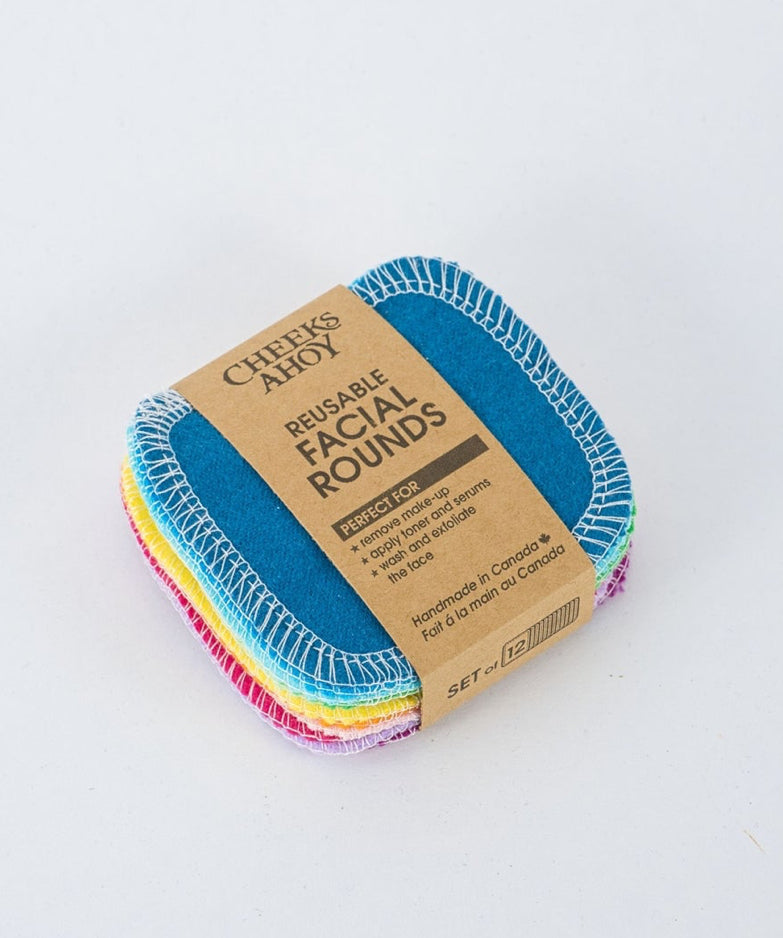 CHEEKS
AHOY
REUSABLE
FACIAL
ROUNDS
PERFECT FOR
★ remove make-up
★ apply toner and serums
★ wash and exfoliate
the face
Handmade in Canada
Fait á la main au Canada
SET of 12